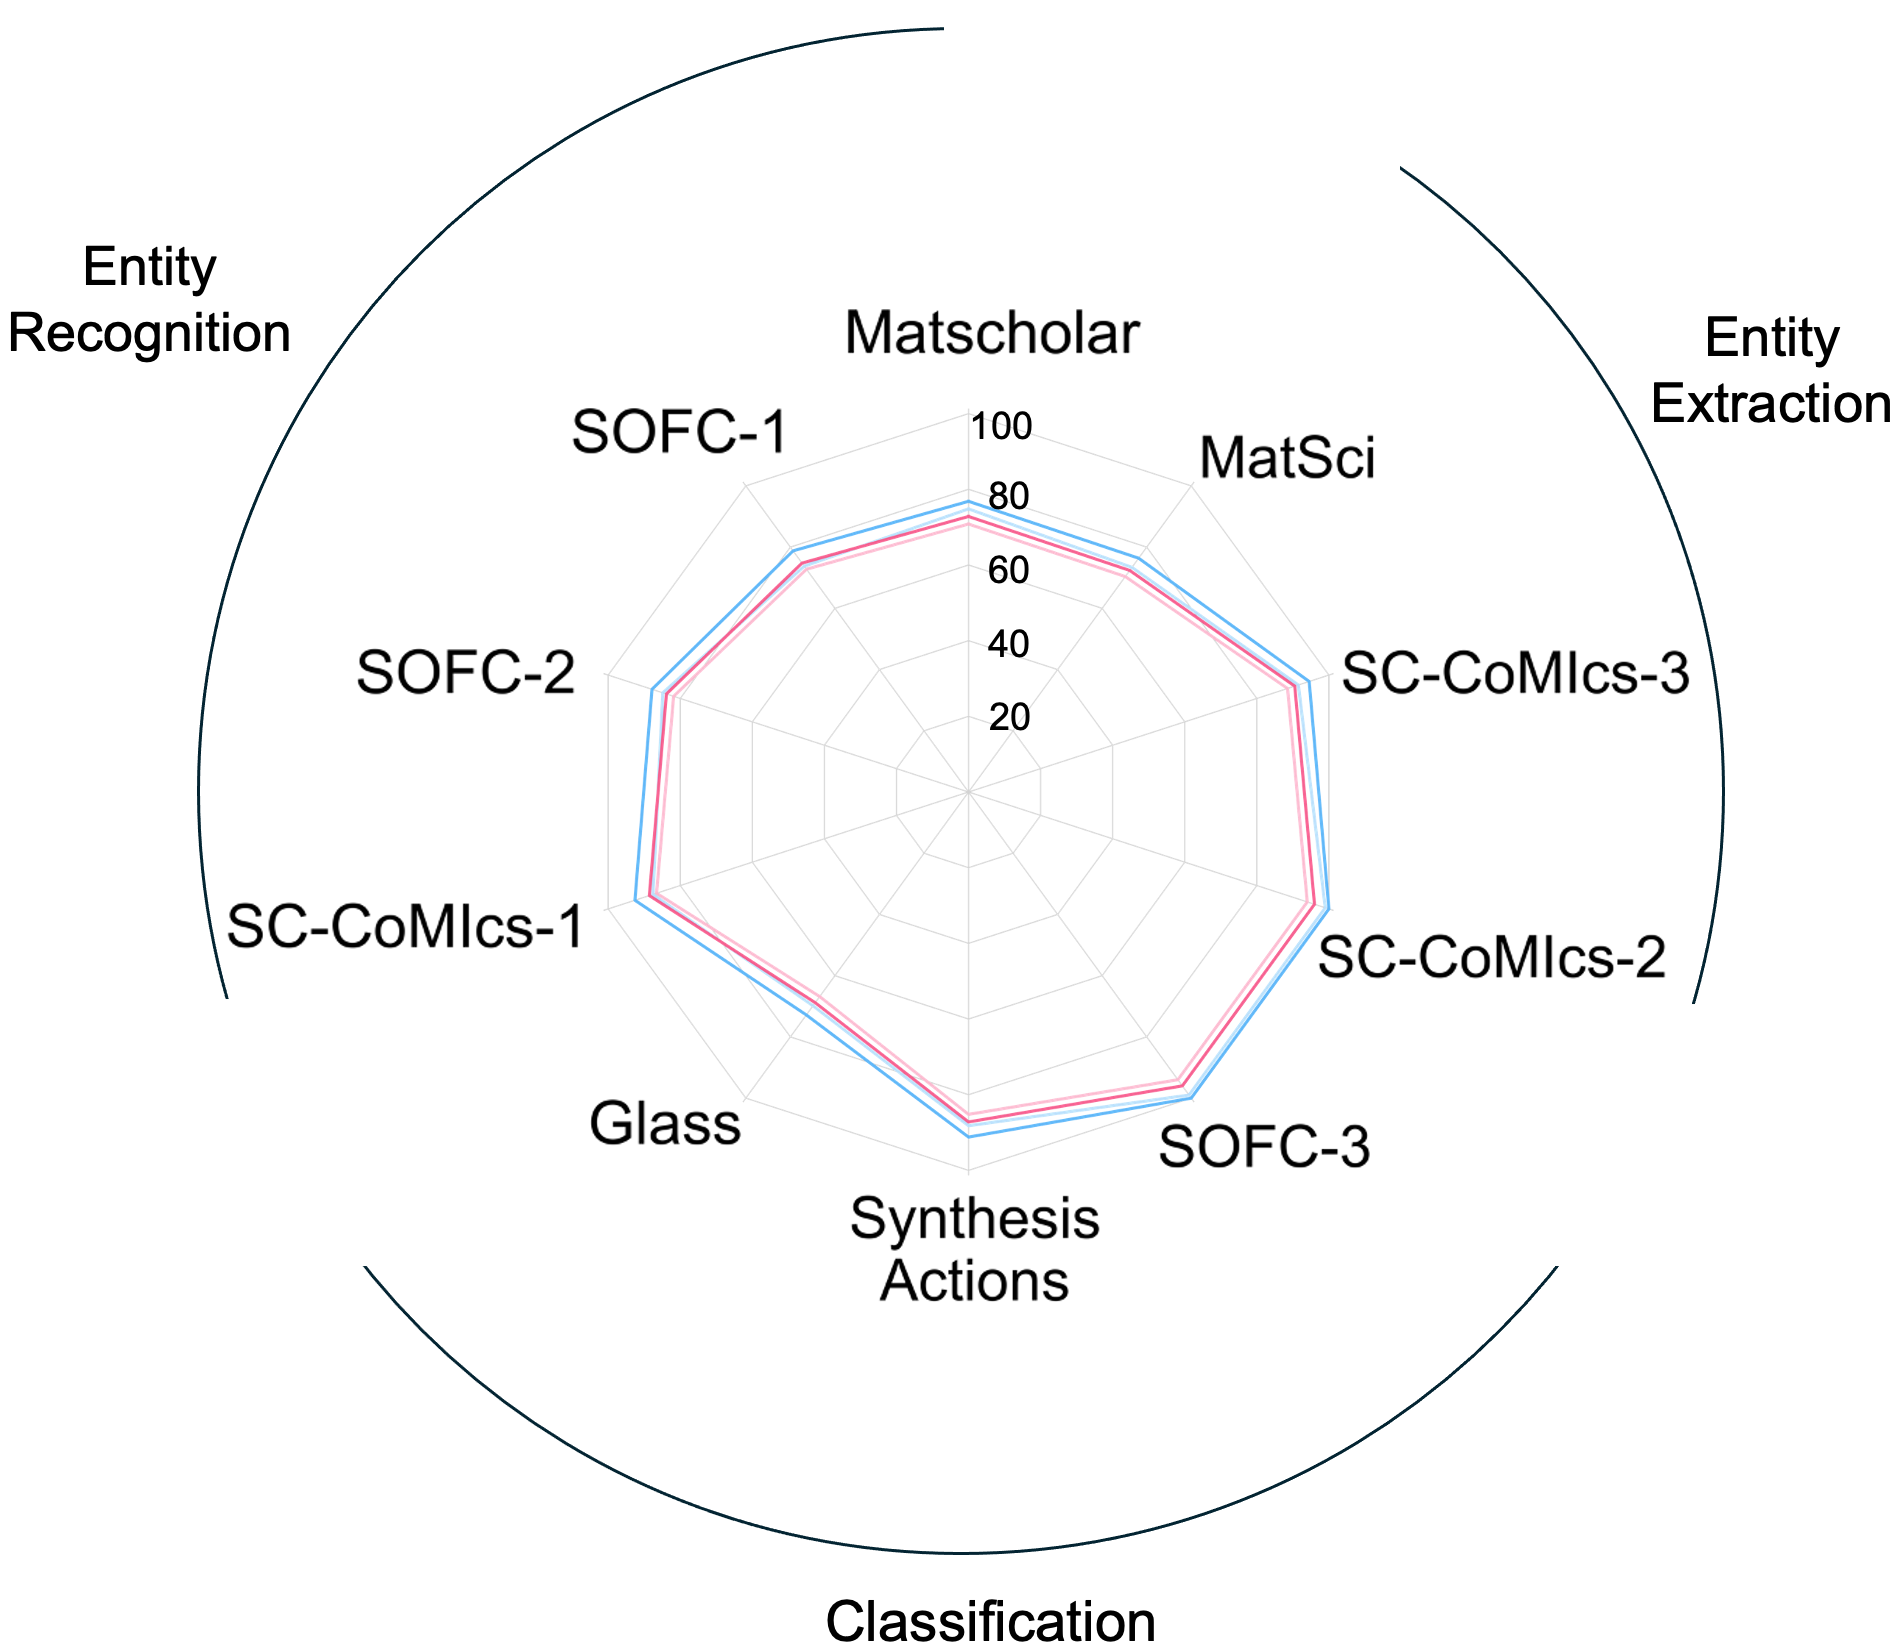 Entity
Recognition
Entity
Extraction
Matscholar
SOFC-1
100
MatSci
80
60
SOFC-2
40
SC-CoMIcs-3
20
SC-CoMIcs-1
SC-CoMIcs-2
Glass
SOFC-3
Synthesis
Actions
Classification